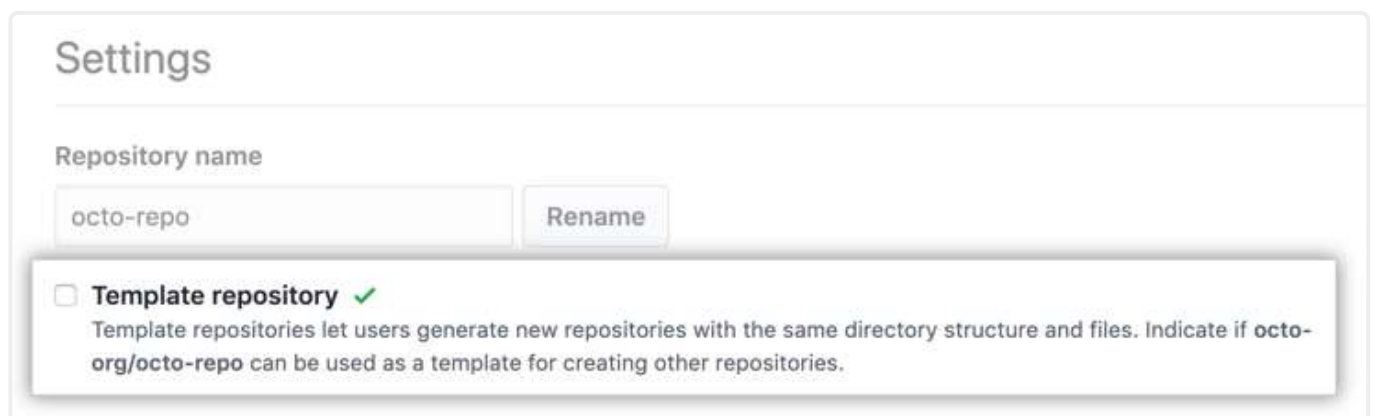 Settings
Repository name
octo-repo
Rename
Template repository
Template repositories let users generate new repositories with the same directory structure and files. Indicate if octo-
org/octo-repo can be used as a template for creating other repositories.